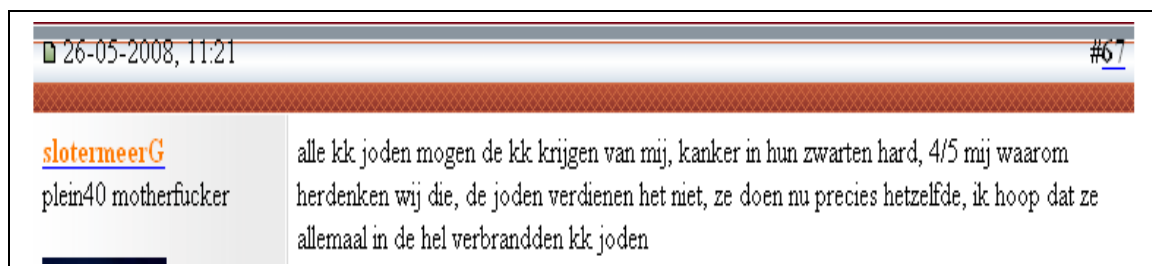 26-05-2008, 11:21 #67
slotermeerG
plein40 motherfucker
alle kk joden mogen de kk krijgen van mij, kanker in hun zwarten hard, 4/5 mij waarom
herdenken wij die, de joden verdienen het niet, ze doen nu precies hetzelfde, ik hoop dat ze
allemaal in de hel verbrandden kk joden